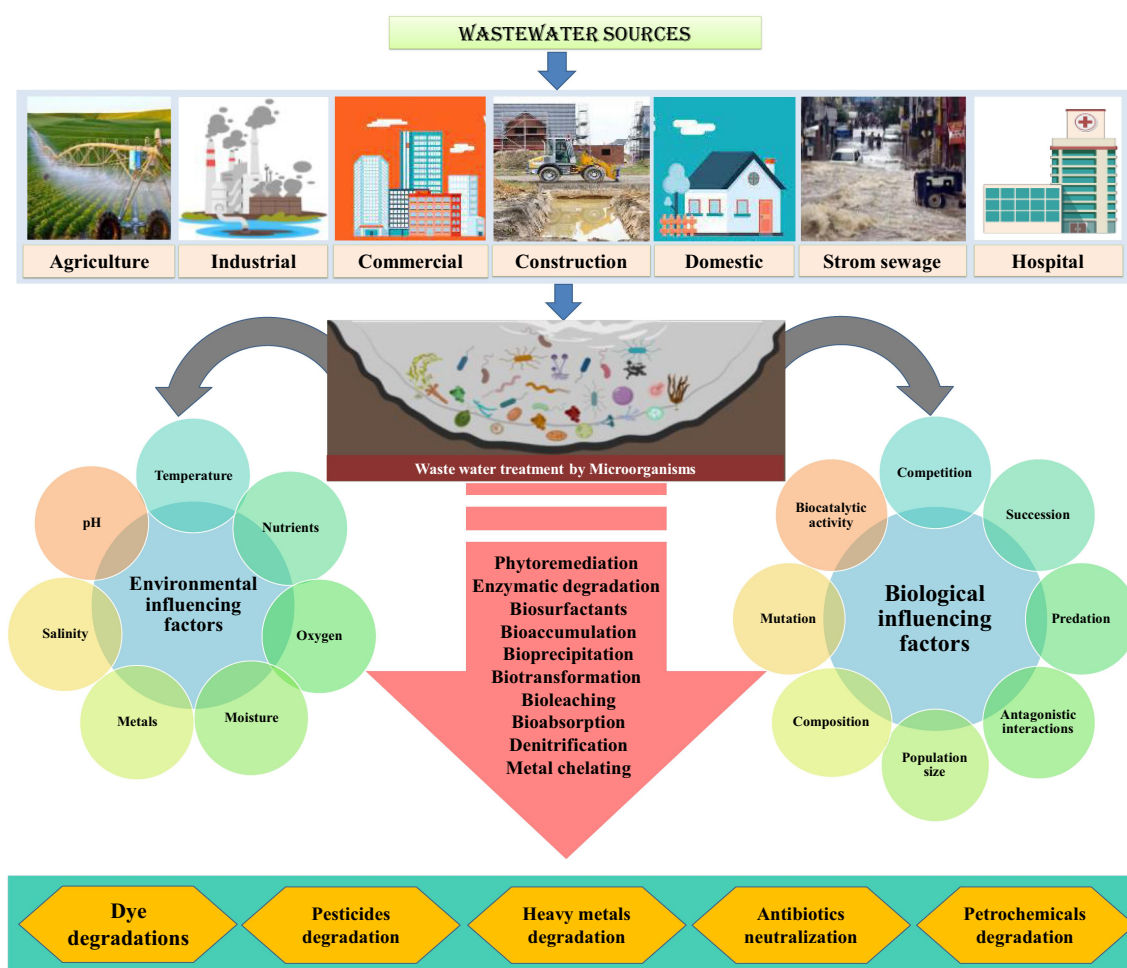 WASTEWATER SOURCES
Agriculture
Industrial
Commercial
Construction
Domestic
Strom sewage
Hospital
Waste water treatment by Microorganisms
Temperature
Nutrients
Oxygen
Moisture
Metals
Salinity
pH
Environmental
influencing
factors
Phytoremediation
Enzymatic degradation
Biosurfactants
Bioaccumulation
Bioprecipitation
Biotransformation
Bioleaching
Bioabsorption
Denitrification
Metal chelating
Competition
Succession
Predation
Antagonistic
interactions
Population
size
Composition
Mutation
Biocatalytic
activity
Biological
influencing
factors
Dye
degradations
Pesticides
degradation
Heavy metals
degradation
Antibiotics
neutralization
Petrochemicals
degradation